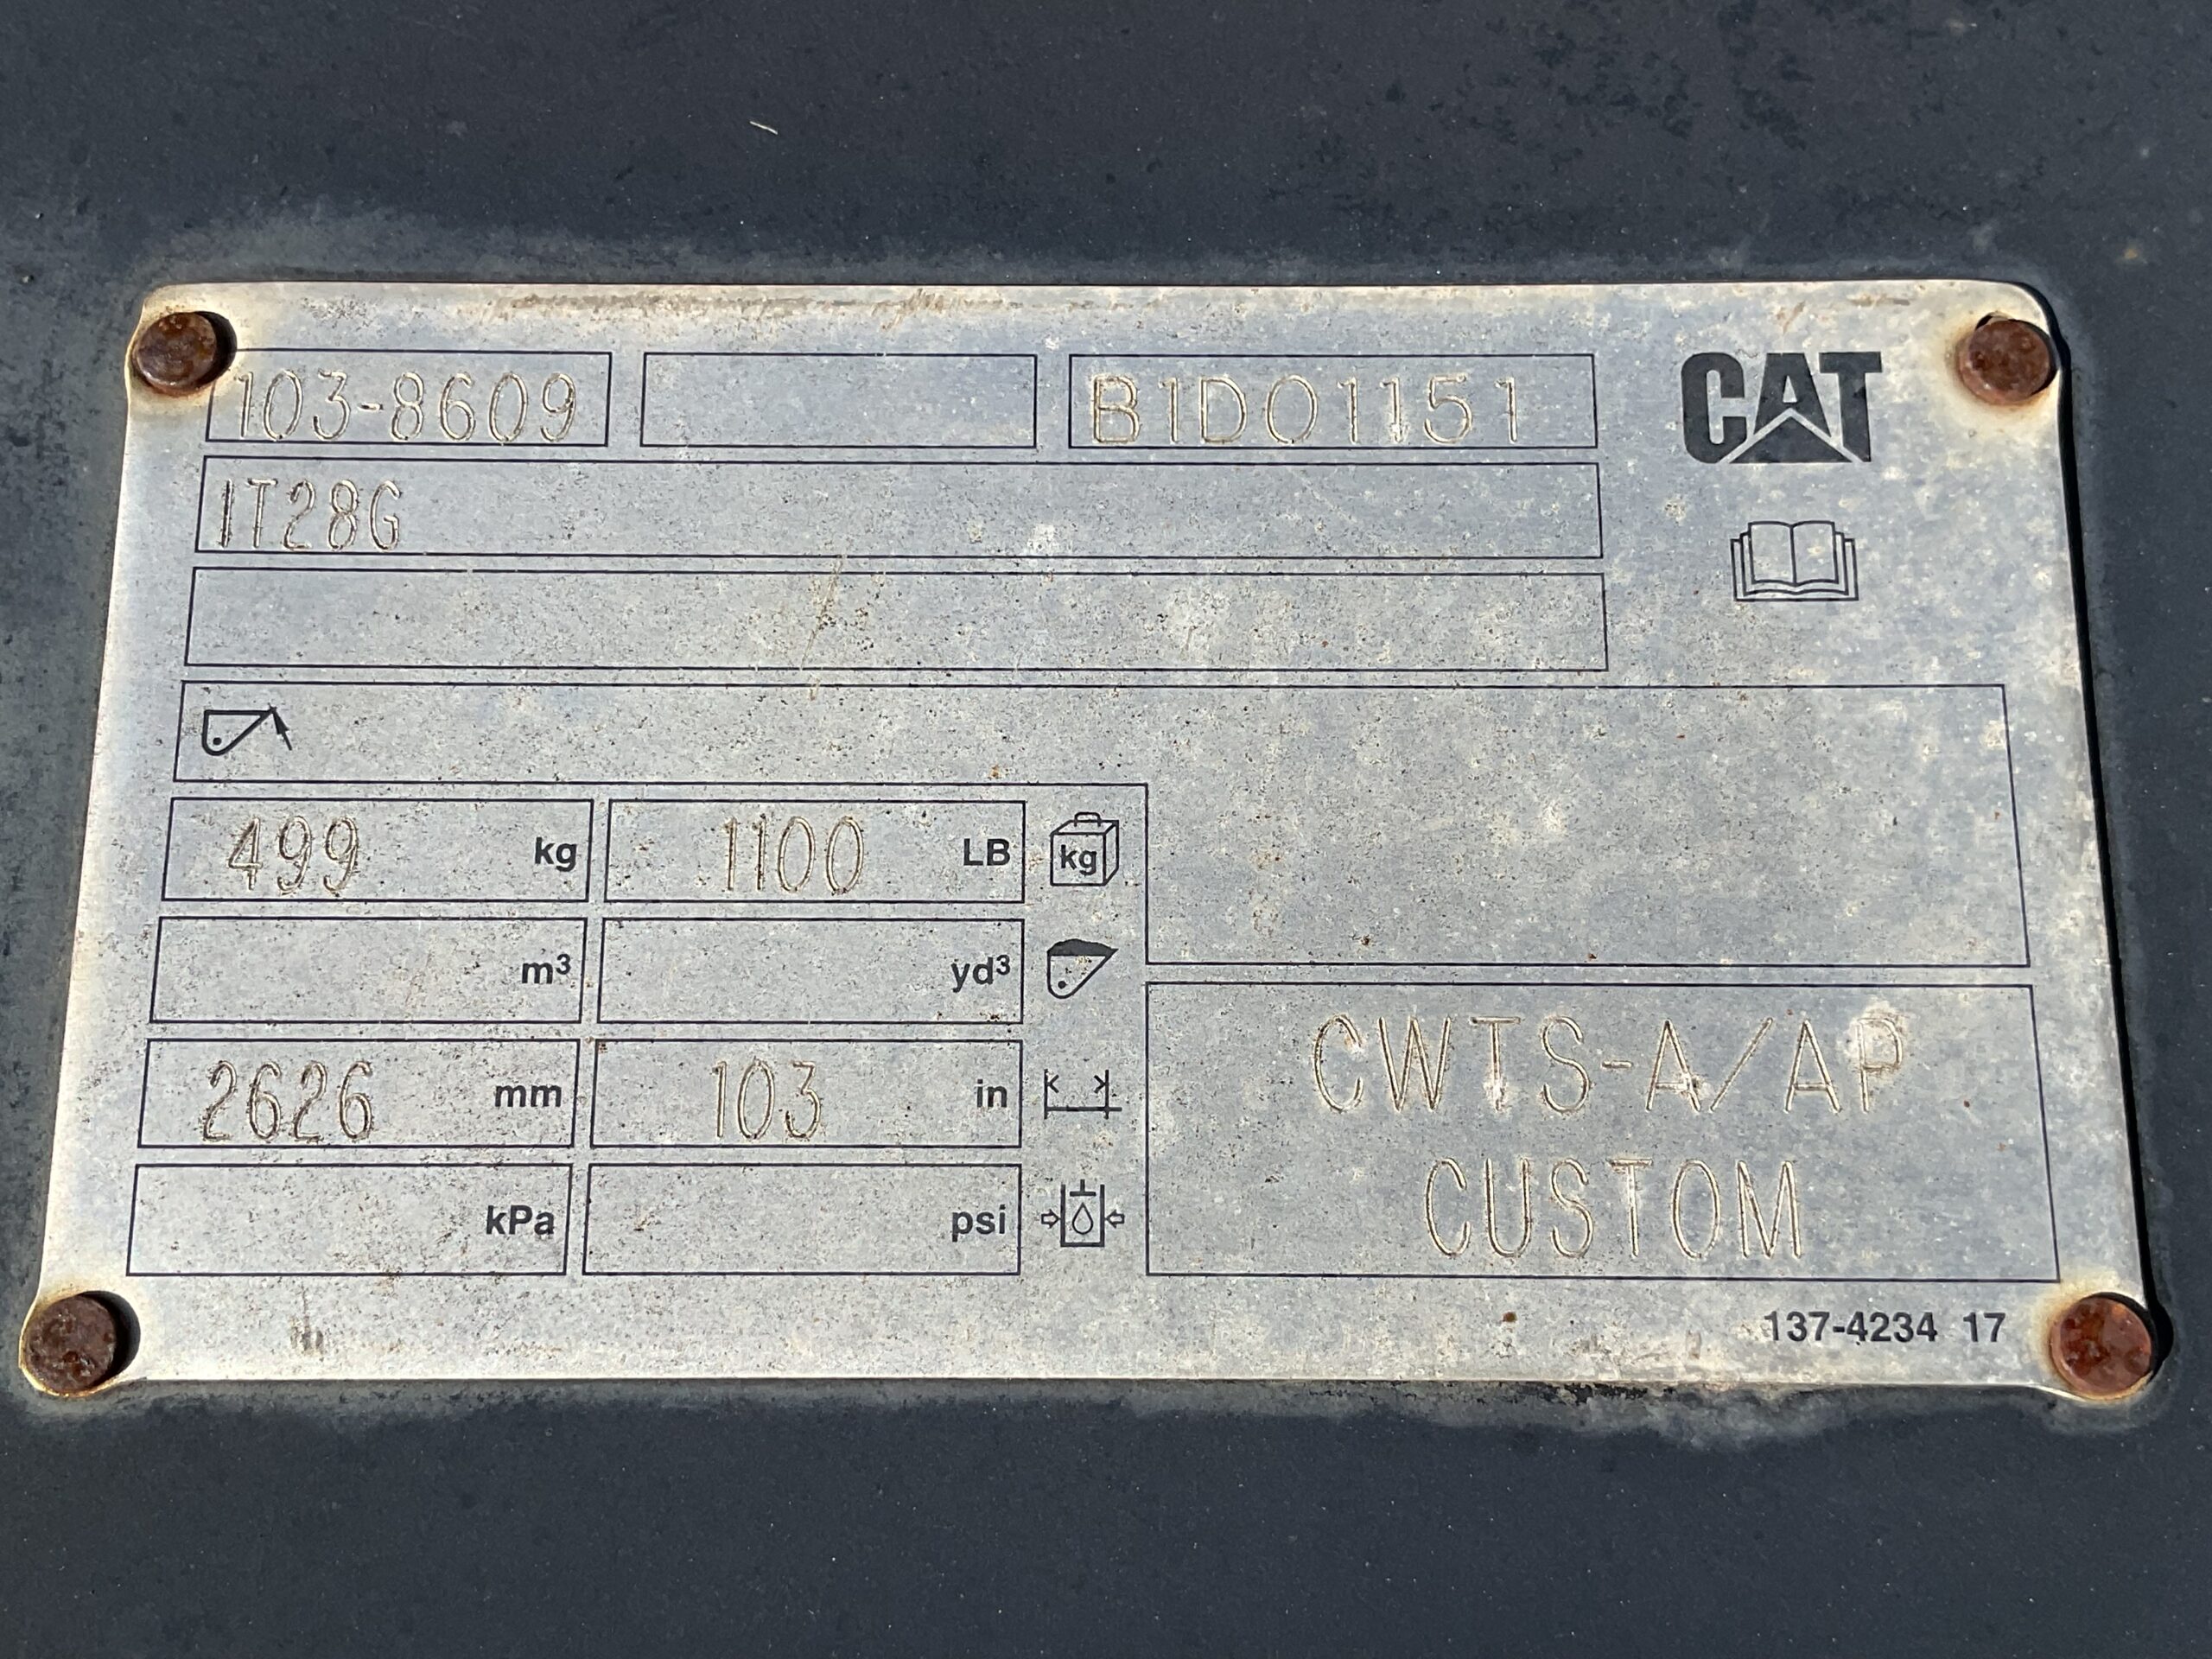 103-8609 B1D01151 CAT
IT28G
499 kg 1100 LB kg
m³ yd³
2626 mm 103 in
kPa psi
CWTS-A/AP
CUSTOM
137-4234 17